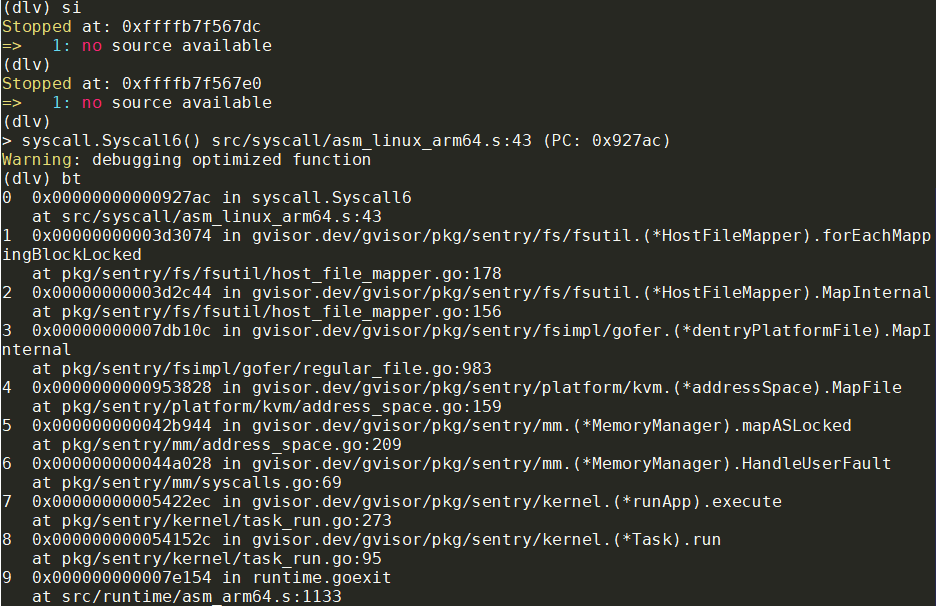 (dlv) si
Stopped at: 0xffffb7f567dc
=>   1: no source available
(dlv)
Stopped at: 0xffffb7f567e0
=>   1: no source available
(dlv)
> syscall.Syscall6() src/syscall/asm_linux_arm64.s:43 (PC: 0x927ac)
Warning: debugging optimized function
(dlv) bt
0  0x00000000000927ac in syscall.Syscall6
   at src/syscall/asm_linux_arm64.s:43
1  0x00000000003d3074 in gvisor.dev/gvisor/pkg/sentry/fs/fsutil.(*HostFileMapper).forEachMapp
ingBlockLocked
   at pkg/sentry/fs/fsutil/host_file_mapper.go:178
2  0x00000000003d2c44 in gvisor.dev/gvisor/pkg/sentry/fs/fsutil.(*HostFileMapper).MapInternal
   at pkg/sentry/fs/fsutil/host_file_mapper.go:156
3  0x00000000007db10c in gvisor.dev/gvisor/pkg/sentry/fsimpl/gofer.(*dentryPlatformFile).MapI
nternal
   at pkg/sentry/fsimpl/gofer/regular_file.go:983
4  0x0000000000953828 in gvisor.dev/gvisor/pkg/sentry/platform/kvm.(*addressSpace).MapFile
   at pkg/sentry/platform/kvm/address_space.go:159
5  0x000000000042b944 in gvisor.dev/gvisor/pkg/sentry/mm.(*MemoryManager).mapASLocked
   at pkg/sentry/mm/address_space.go:209
6  0x000000000044a028 in gvisor.dev/gvisor/pkg/sentry/mm.(*MemoryManager).HandleUserFault
   at pkg/sentry/mm/syscalls.go:69
7  0x00000000005422ec in gvisor.dev/gvisor/pkg/sentry/kernel.(*runApp).execute
   at pkg/sentry/kernel/task_run.go:273
8  0x000000000054152c in gvisor.dev/gvisor/pkg/sentry/kernel.(*Task).run
   at pkg/sentry/kernel/task_run.go:95
9  0x000000000007e154 in runtime.goexit
   at src/runtime/asm_arm64.s:1133